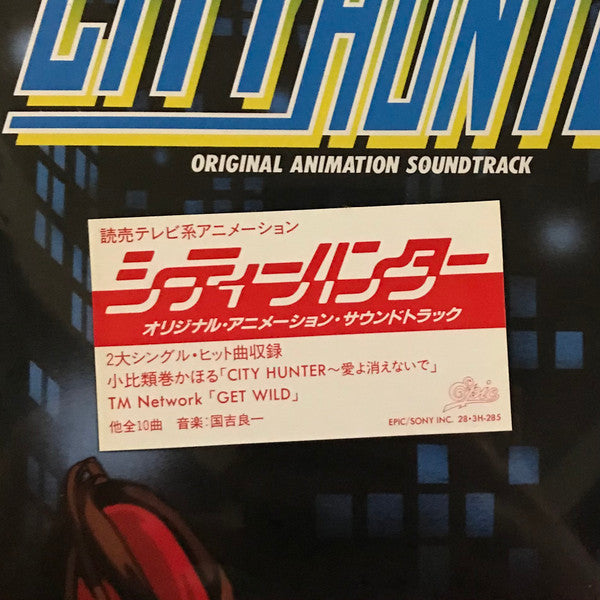 CITY HUNTE
ORIGINAL ANIMATION SOUNDTRACK
読売テレビ系アニメーション
シティーハンター
オリジナル・アニメーション・サウンドトラック
2大シングル・ヒット曲収録
小比類巻かほる「CITY HUNTER〜愛よ消えないで」
TM Network「GET WILD」
他全10曲 音楽:国吉良一
Epic
EPIC/SONY INC. 28・3H-285